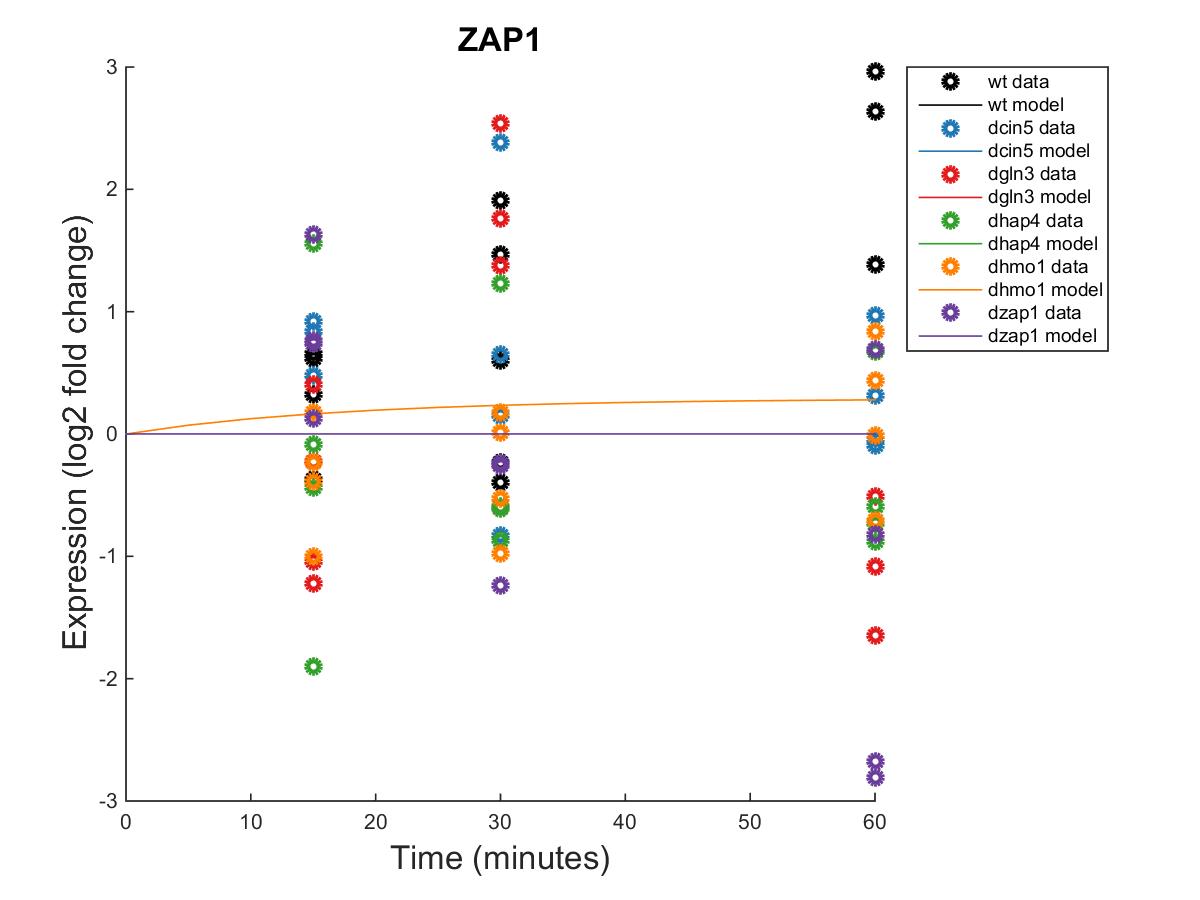 ZAP1
Expression (log2 fold change)
3
2
1
0
-1
-2
-3
0
10
20
30
40
50
60
Time (minutes)
wt data
wt model
dcin5 data
dcin5 model
dgln3 data
dgln3 model
dhap4 data
dhap4 model
dhmo1 data
dhmo1 model
dzap1 data
dzap1 model